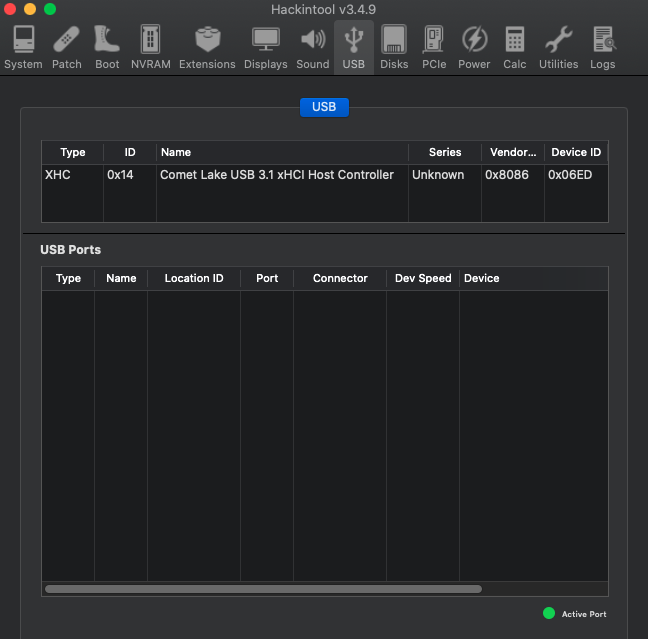 Hackintool v3.4.9
System Patch Boot NVRAM Extensions Displays Sound USB Disks PCIe Power Calc Utilities Logs
USB
Type ID Name Series Vendor... Device ID
XHC 0x14 Comet Lake USB 3.1 xHCI Host Controller Unknown 0x8086 0x06ED
USB Ports
Type Name Location ID Port Connector Dev Speed Device
Active Port